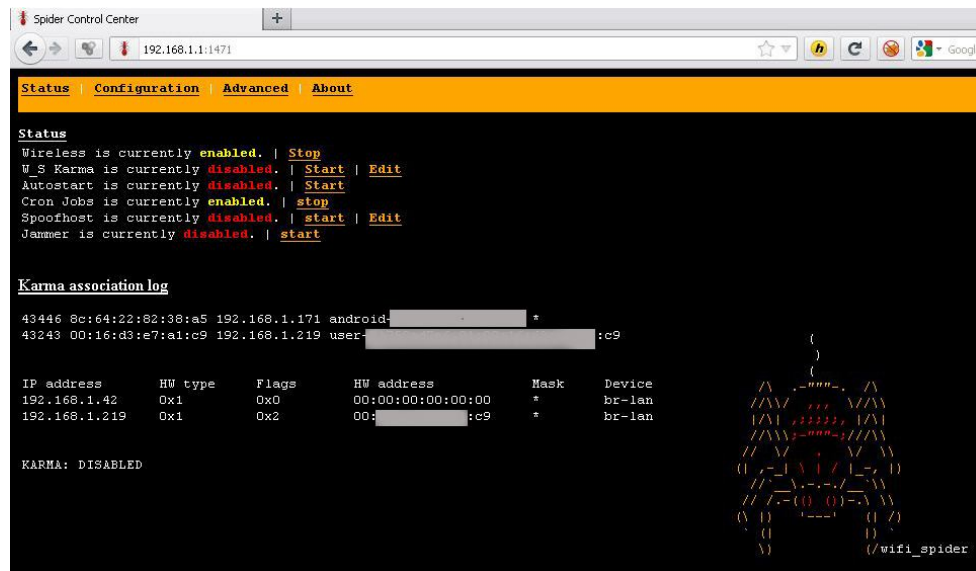 Spider Control Center
192.168.1.1:1471
Googl
Status | Configuration | Advanced | About
Status
Wireless is currently enabled. | Stop
W_S Karma is currently disabled. | Start | Edit
Autostart is currently disabled. | Start
Cron Jobs is currently enabled. | stop
Spoofhost is currently disabled. | start | Edit
Jammer is currently disabled. | start
Karma association log
43446 8c:64:22:82:38:a5 192.168.1.171 android- *
43243 00:16:d3:e7:a1:c9 192.168.1.219 user- :c9
IP address HW type Flags HW address Mask Device
192.168.1.42 0x1 0x0 00:00:00:00:00:00 * br-lan
192.168.1.219 0x1 0x2 00: :c9 * br-lan
KARMA: DISABLED
/wifi_spider